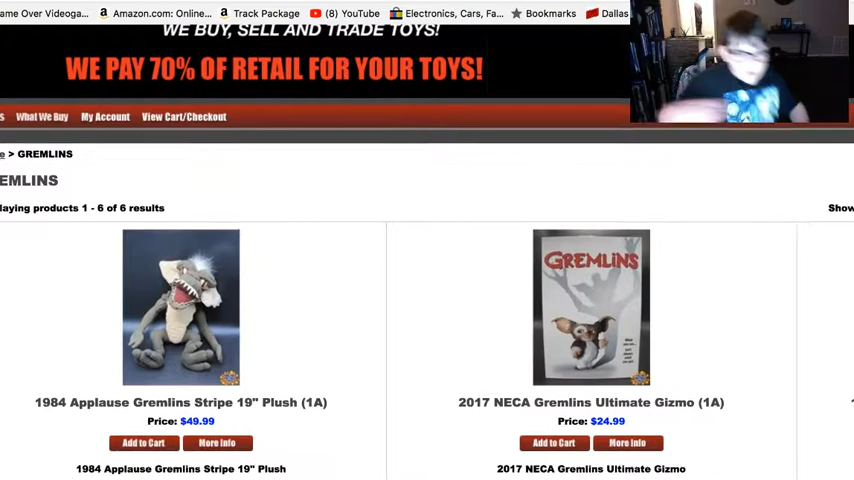 ame Over Videoga...
Amazon.com: Online...
Track Package
(8) YouTube
Electronics, Cars, Fa...
Bookmarks
Dallas
WE BUY, SELL AND TRADE TOYS!
WE PAY 70% OF RETAIL FOR YOUR TOYS!
s What We Buy My Account View Cart/Checkout
e > GREMLINS
EMLINS
laying products 1 - 6 of 6 results
Show
GREMLINS
1984 Applause Gremlins Stripe 19" Plush (1A)
Price: $49.99
Add to Cart More Info
1984 Applause Gremlins Stripe 19" Plush
2017 NECA Gremlins Ultimate Gizmo (1A)
Price: $24.99
Add to Cart More Info
2017 NECA Gremlins Ultimate Gizmo